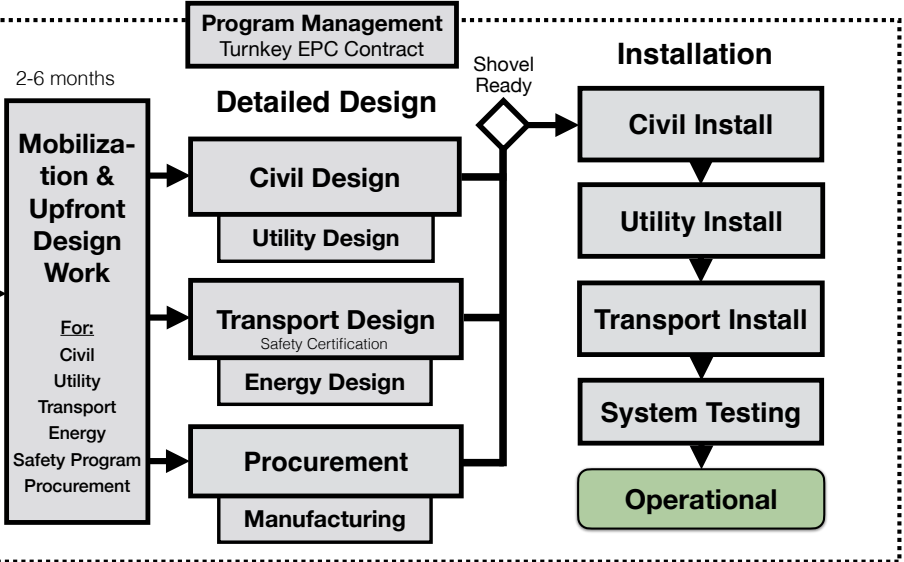 Program Management
Turnkey EPC Contract
2-6 months
Mobiliza-
tion &
Upfront
Design
Work
For:
Civil
Utility
Transport
Energy
Safety Program
Procurement
Detailed Design
Civil Design
Utility Design
Transport Design
Safety Certification
Energy Design
Procurement
Manufacturing
Shovel
Ready
Installation
Civil Install
Utility Install
Transport Install
System Testing
Operational